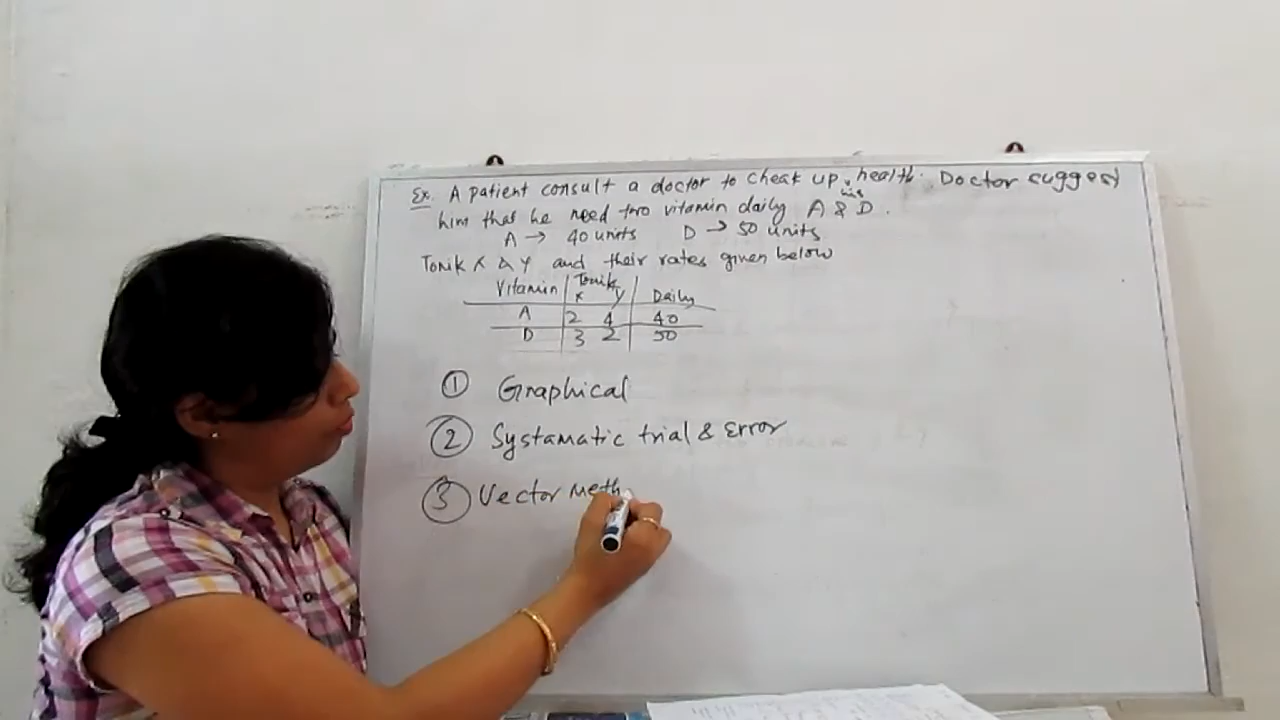 Ex. A patient consult a doctor to cheak up his health. Doctor suggest
him that he need two vitamin daily A & D.
A → 40 units D → 50 units
Tonik X & Y and their rates given below
Vitamin Tonik Daily
x y
A 2 4 40
D 3 2 50
① Graphical
② Systamatic trial & Error
③ Vector Meth